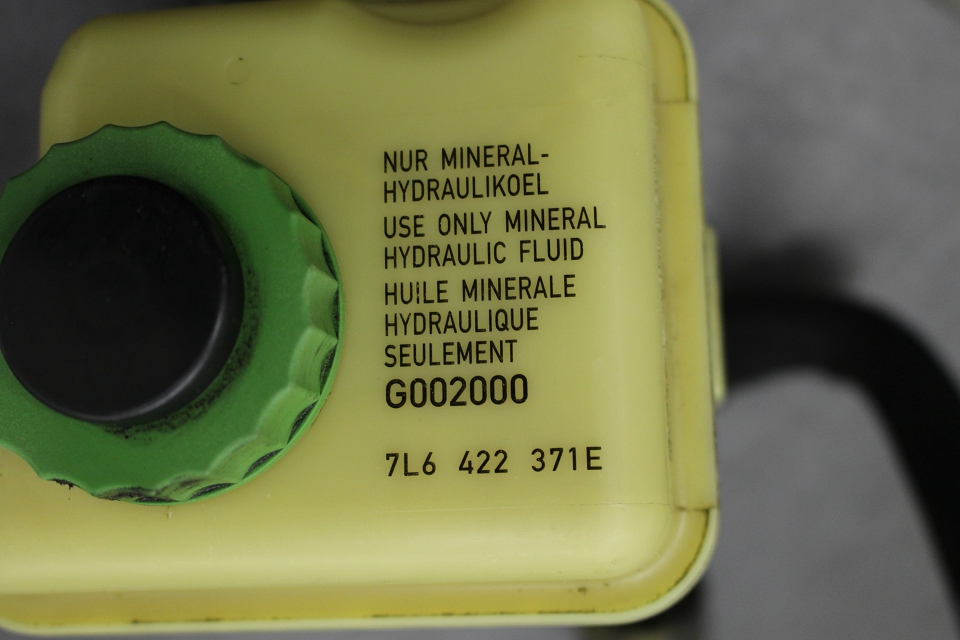 NUR MINERAL-
HYDRAULIKOEL
USE ONLY MINERAL
HYDRAULIC FLUID
HUILE MINERALE
HYDRAULIQUE
SEULEMENT
G002000
7L6 422 371E